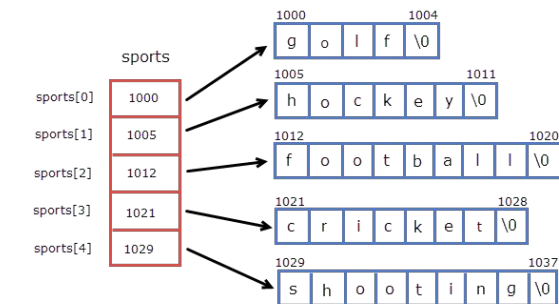 1000 1004
g o l f \0
sports
1005 1011
sports[0] 1000
h o c k e y \0
sports[1] 1005
1012 1020
sports[2] 1012
f o o t b a l l \0
sports[3] 1021
1021 1028
c r i c k e t \0
sports[4] 1029
1029 1037
s h o o t i n g \0